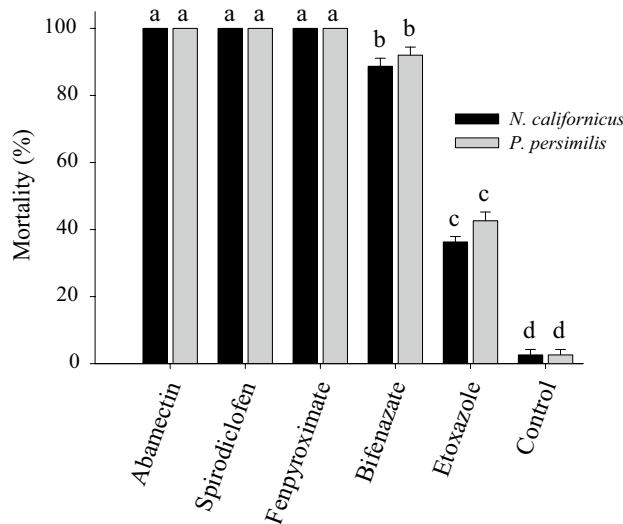 a a a a a a
100
b b
80
N. californicus
P. persimilis
60
Mortality (%)
c
40
c
20
d d
0
Abamectin
Spirodiclofen
Fenpyroximate
Bifenazate
Etoxazole
Control